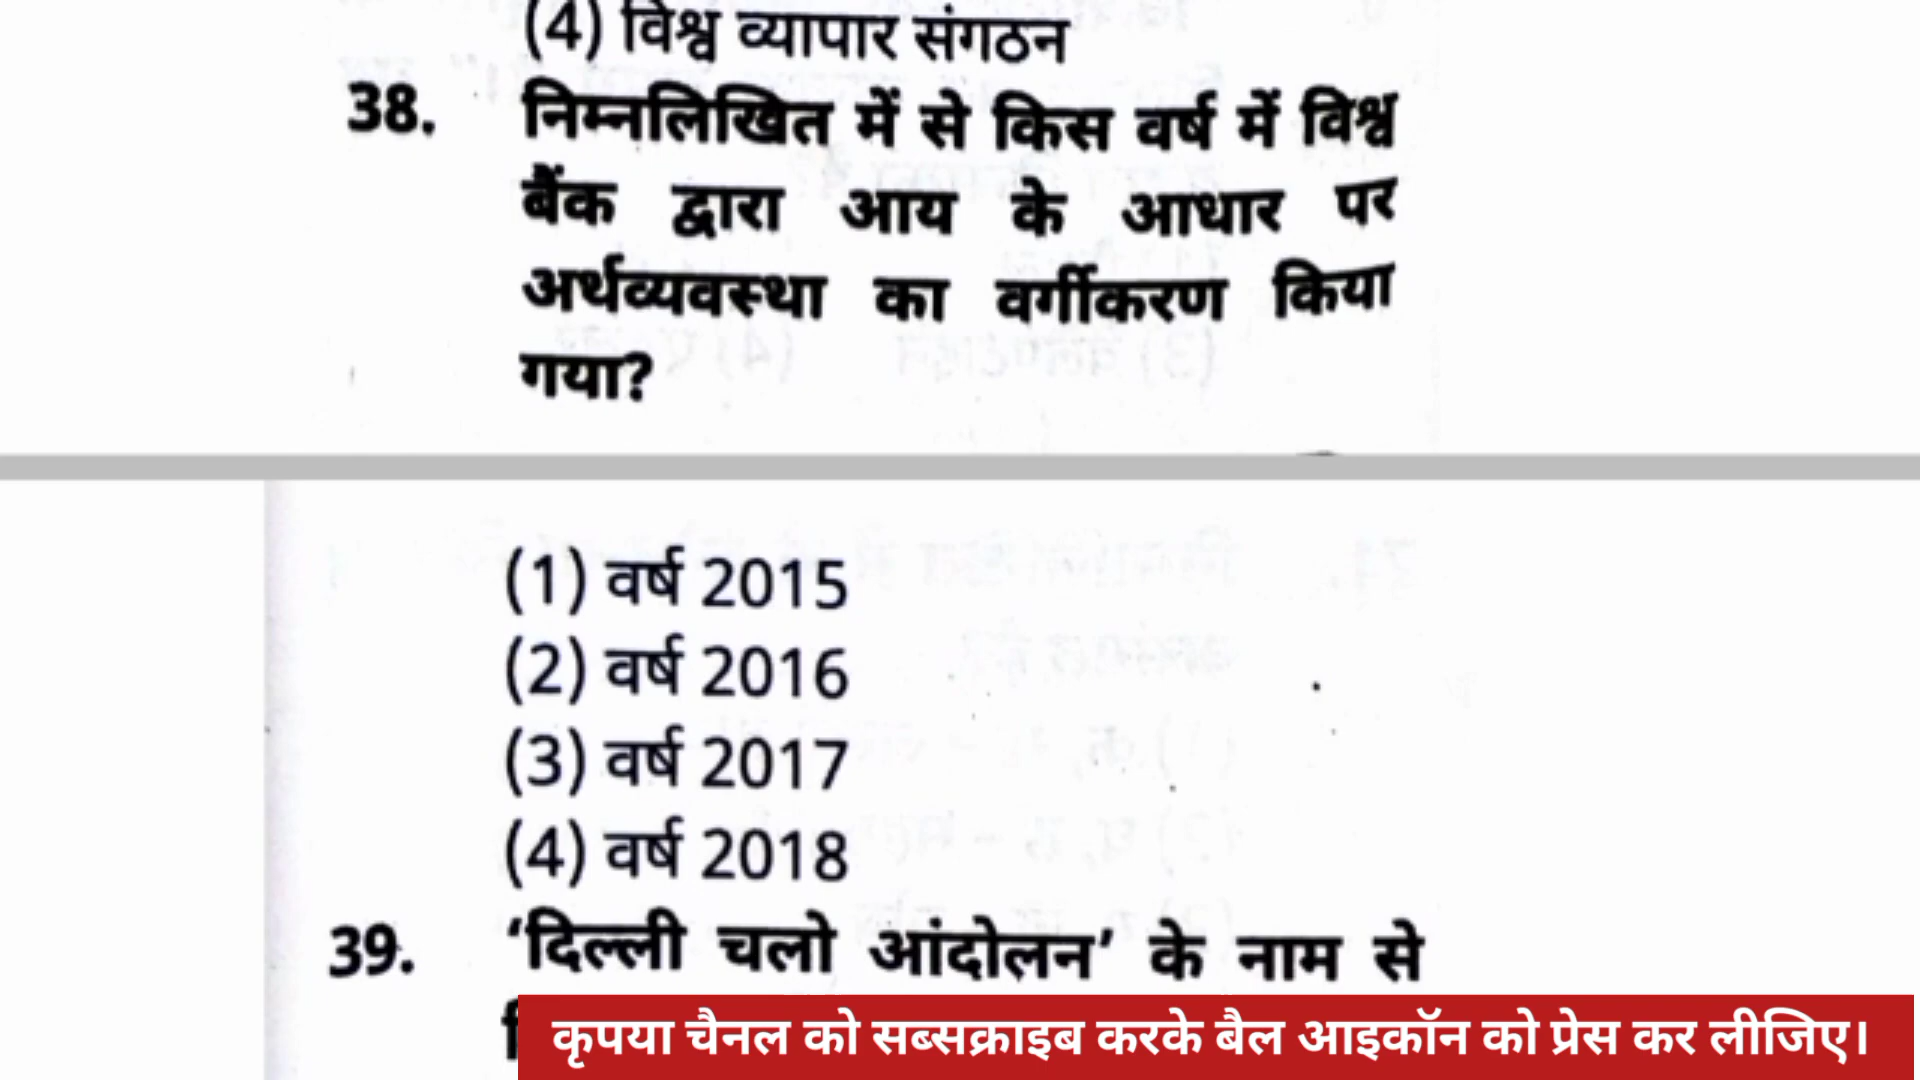 (4) विश्व व्यापार संगठन
38. निम्नलिखित में से किस वर्ष में विश्व
बैंक द्वारा आय के आधार पर
अर्थव्यवस्था का वर्गीकरण किया
गया?
(1) वर्ष 2015
(2) वर्ष 2016
(3) वर्ष 2017
(4) वर्ष 2018
39. ‘दिल्ली चलो आंदोलन’ के नाम से
कृपया चैनल को सब्सक्राइब करके बैल आइकॉन को प्रेस कर लीजिए।